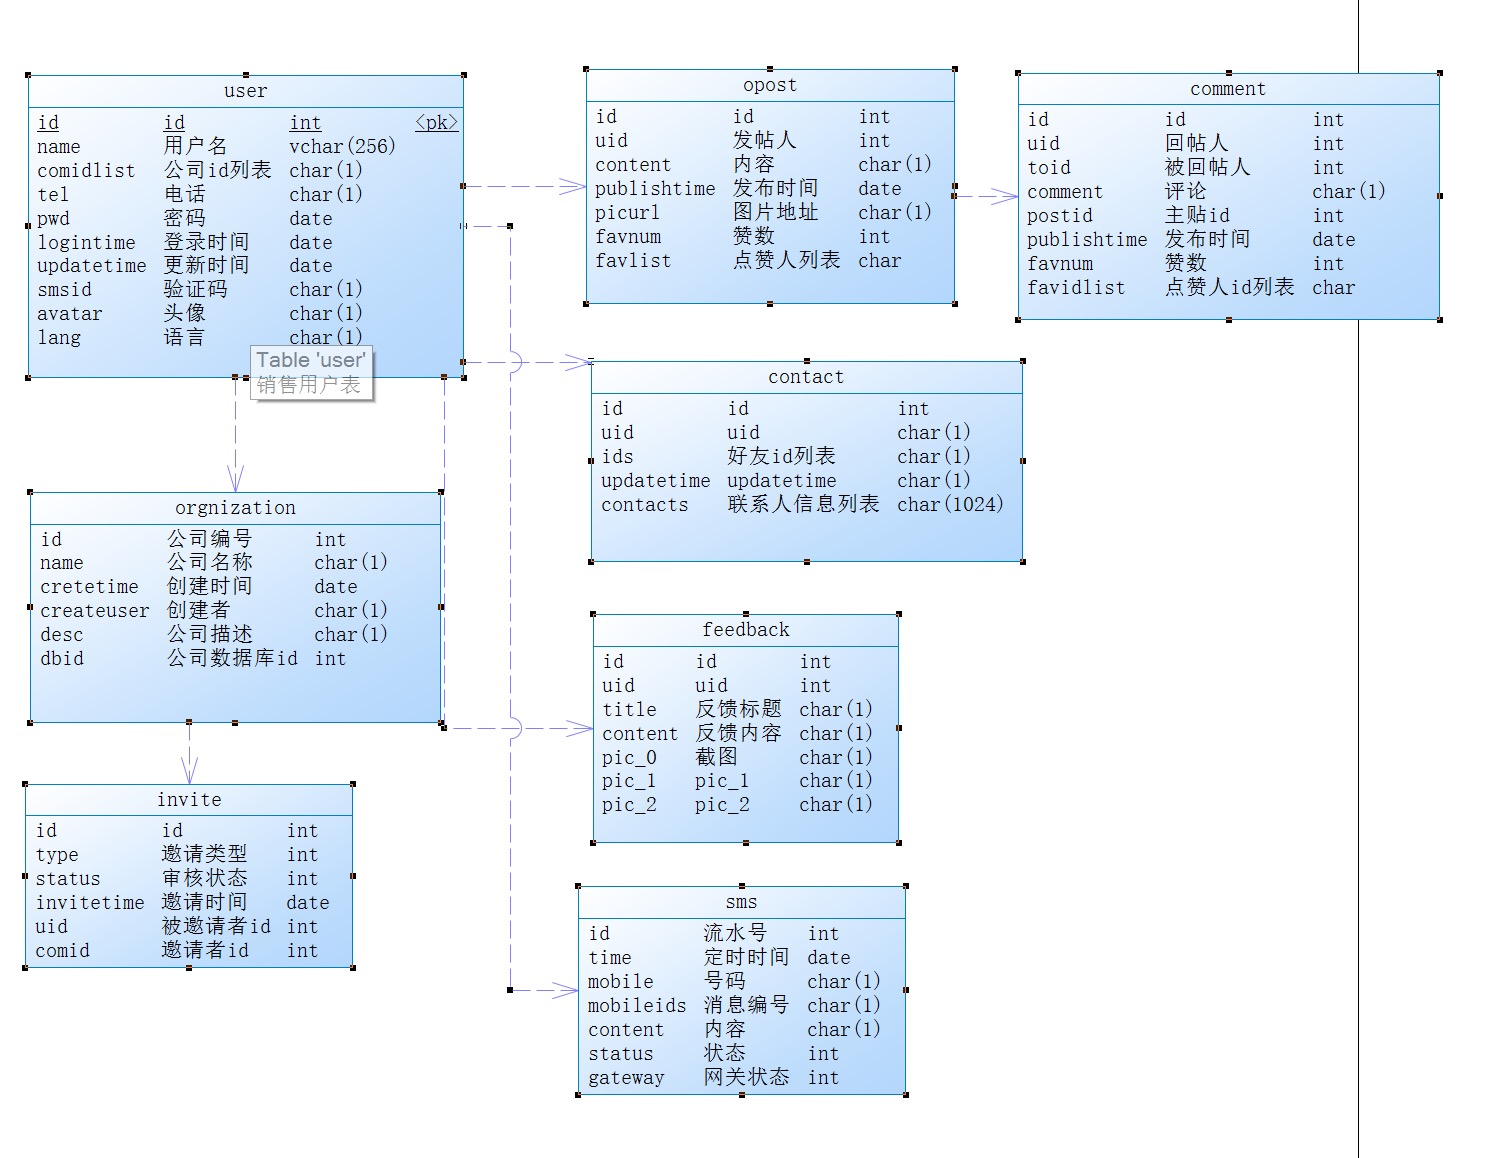 user
id id int <pk>
name 用户名 vchar(256)
comidlist 公司id列表 char(1)
tel 电话 char(1)
pwd 密码 date
logintime 登录时间 date
updatetime 更新时间 date
smsid 验证码 char(1)
avatar 头像 char(1)
lang 语言 char(1)
Table 'user'
销售用户表
opost
id id int
uid 发帖人 int
content 内容 char(1)
publishtime 发布时间 date
picurl 图片地址 char(1)
favnum 赞数 int
favlist 点赞人列表 char
comment
id id int
uid 回帖人 int
toid 被回帖人 int
comment 评论 char(1)
postid 主贴id int
publishtime 发布时间 date
favnum 赞数 int
favidlist 点赞人id列表 char
contact
id id int
uid uid char(1)
ids 好友id列表 char(1)
updatetime updatetime char(1)
contacts 联系人信息列表 char(1024)
orgnization
id 公司编号 int
name 公司名称 char(1)
cretetime 创建时间 date
createuser 创建者 char(1)
desc 公司描述 char(1)
dbid 公司数据库id int
feedback
id id int
uid uid int
title 反馈标题 char(1)
content 反馈内容 char(1)
pic_0 截图 char(1)
pic_1 pic_1 char(1)
pic_2 pic_2 char(1)
invite
id id int
type 邀请类型 int
status 审核状态 int
invitetime 邀请时间 date
uid 被邀请者id int
comid 邀请者id int
sms
id 流水号 int
time 定时时间 date
mobile 号码 char(1)
mobileids 消息编号 char(1)
content 内容 char(1)
status 状态 int
gateway 网关状态 int